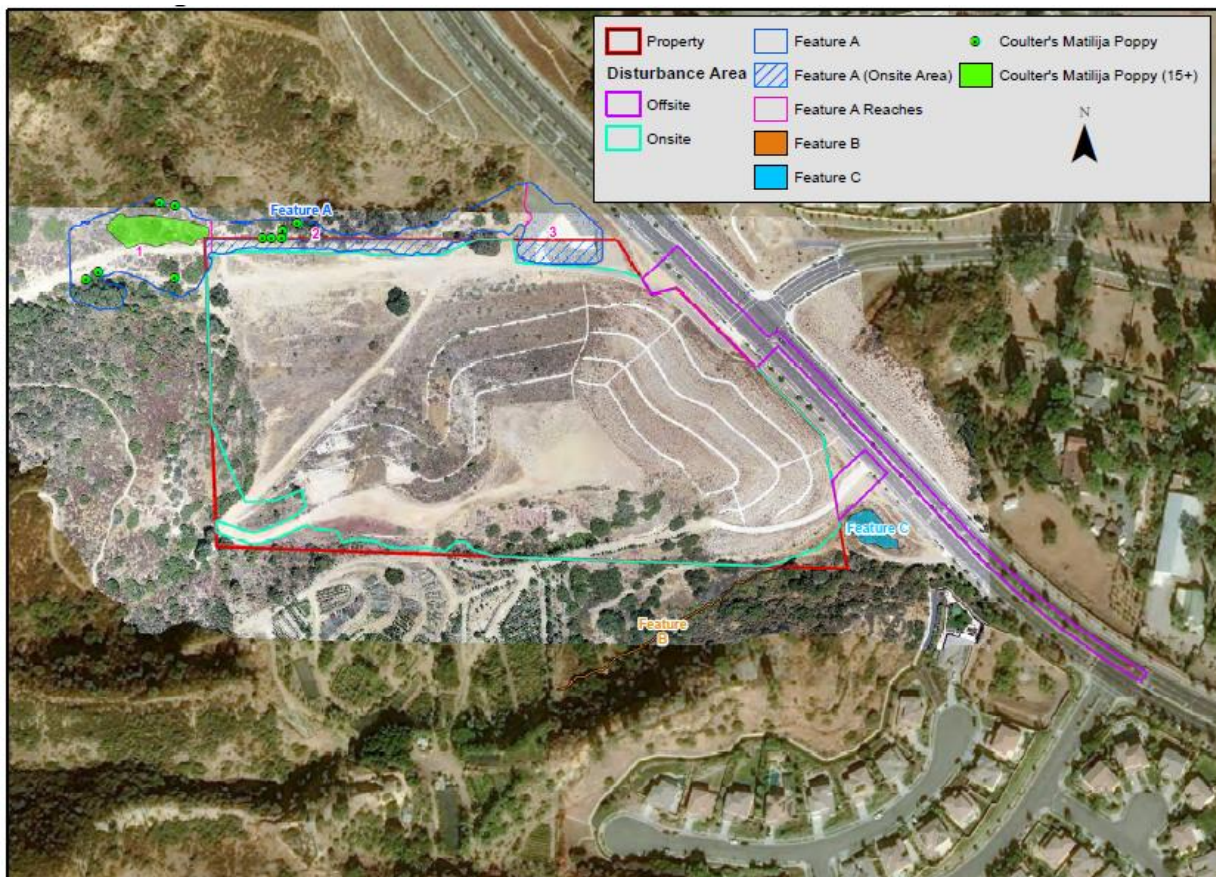 Property
Disturbance Area
Offsite
Onsite
Feature A
Feature A (Onsite Area)
Feature A Reaches
Feature B
Feature C
Coulter's Matilija Poppy
Coulter's Matilija Poppy (15+)
N
Feature A
1
2
3
Feature C
Feature
B